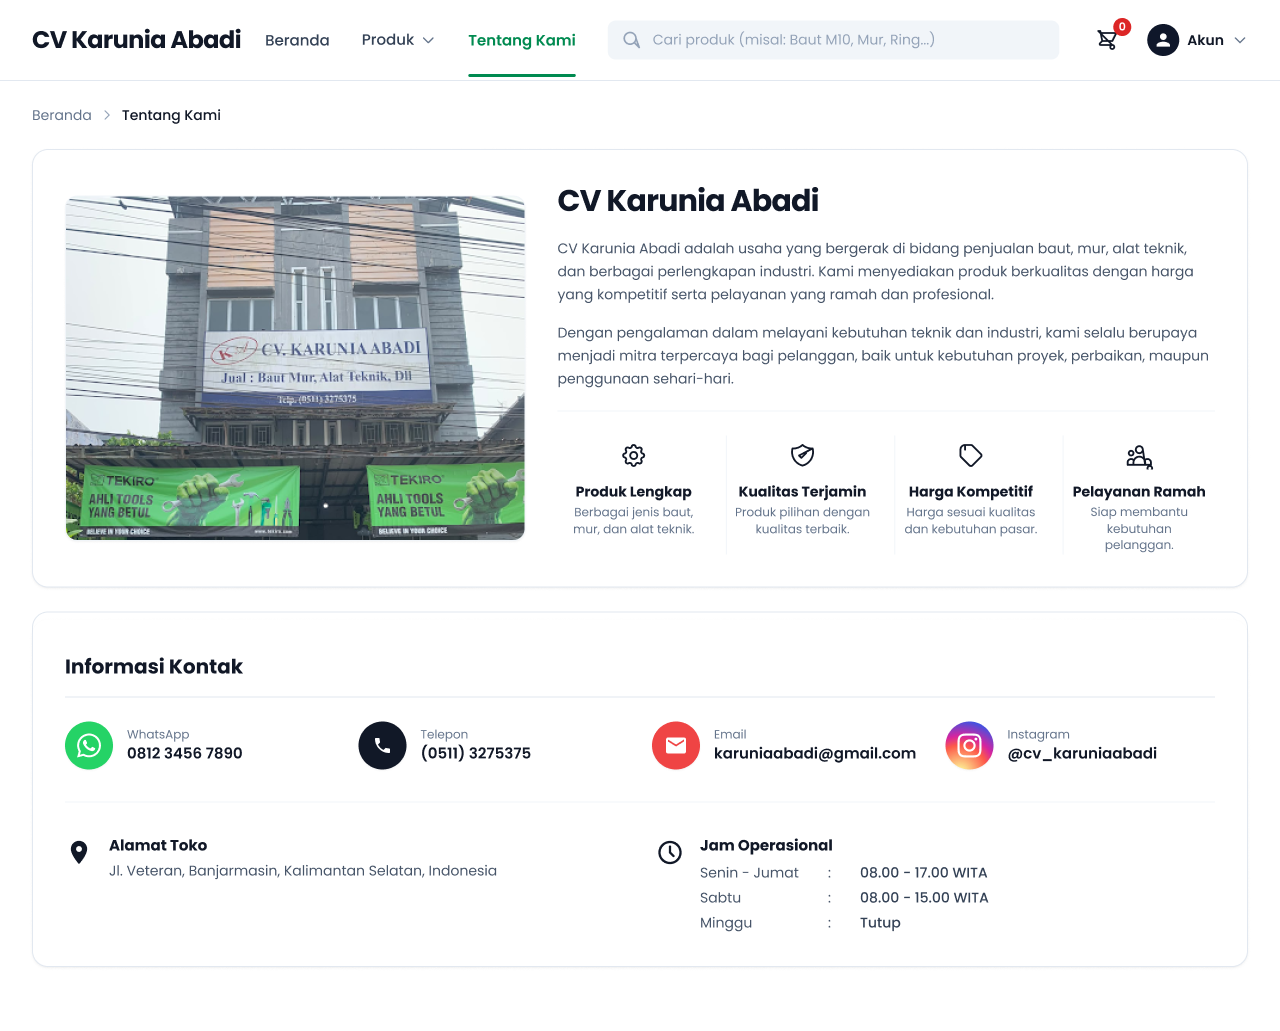 CV Karunia Abadi
Beranda
Produk
Tentang Kami
Cari produk (misal: Baut M10, Mur, Ring...)
0
Akun
Beranda
Tentang Kami
CV. KARUNIA ABADI
Jual : Baut Mur, Alat Teknik, Dll
Telp. (0511) 3275375
TEKIRO
AHLI TOOLS
YANG BETUL
BELIEVE IN YOUR CHOICE
TEKIRO
AHLI TOOLS
YANG BETUL
BELIEVE IN YOUR CHOICE
CV Karunia Abadi
CV Karunia Abadi adalah usaha yang bergerak di bidang penjualan baut, mur, alat teknik,
dan berbagai perlengkapan industri. Kami menyediakan produk berkualitas dengan harga
yang kompetitif serta pelayanan yang ramah dan profesional.
Dengan pengalaman dalam melayani kebutuhan teknik dan industri, kami selalu berupaya
menjadi mitra terpercaya bagi pelanggan, baik untuk kebutuhan proyek, perbaikan, maupun
penggunaan sehari-hari.
Produk Lengkap
Berbagai jenis baut,
mur, dan alat teknik.
Kualitas Terjamin
Produk pilihan dengan
kualitas terbaik.
Harga Kompetitif
Harga sesuai kualitas
dan kebutuhan pasar.
Pelayanan Ramah
Siap membantu
kebutuhan
pelanggan.
Informasi Kontak
WhatsApp
0812 3456 7890
Telepon
(0511) 3275375
Email
karuniaabadi@gmail.com
Instagram
@cv_karuniaabadi
Alamat Toko
Jl. Veteran, Banjarmasin, Kalimantan Selatan, Indonesia
Jam Operasional
Senin - Jumat : 08.00 - 17.00 WITA
Sabtu : 08.00 - 15.00 WITA
Minggu : Tutup